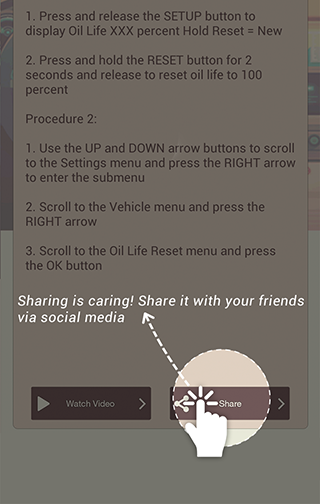 1. Press and release the SETUP button to
display Oil Life XXX percent Hold Reset = New
2. Press and hold the RESET button for 2
seconds and release to reset oil life to 100
percent
Procedure 2:
1. Use the UP and DOWN arrow buttons to scroll
to the Settings menu and press the RIGHT arrow
to enter the submenu
2. Scroll to the Vehicle menu and press the
RIGHT arrow
3. Scroll to the Oil Life Reset menu and press
the OK button
Sharing is caring! Share it with your friends
via social media
Watch Video
Share